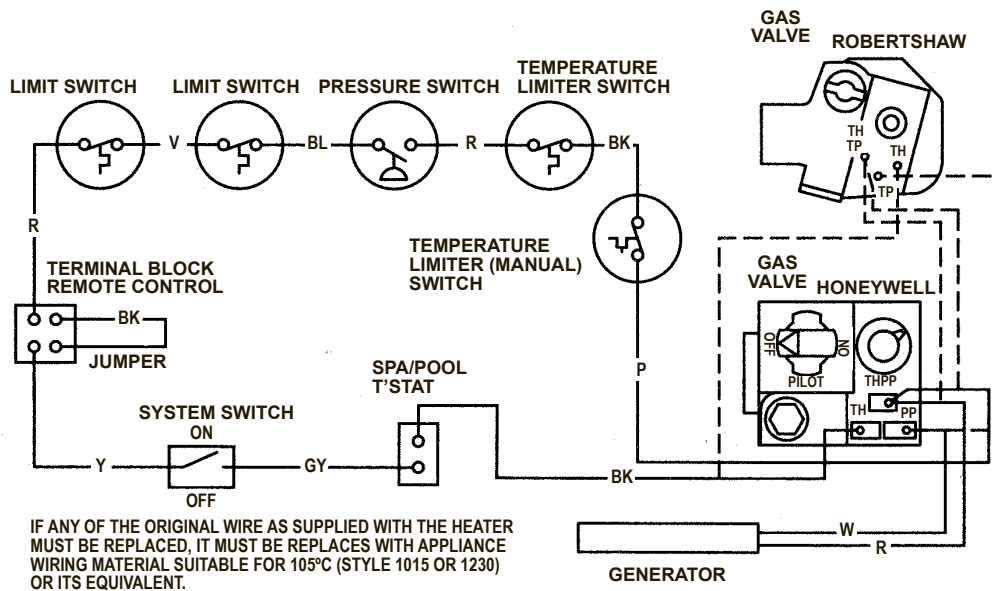 GAS
VALVE
ROBERTSHAW
LIMIT SWITCH
LIMIT SWITCH
PRESSURE SWITCH
TEMPERATURE
LIMITER SWITCH
V
BL
R
BK
TH
TP
TH
TP
R
TEMPERATURE
LIMITER (MANUAL)
SWITCH
GAS
VALVE
HONEYWELL
TERMINAL BLOCK
REMOTE CONTROL
BK
JUMPER
OFF
NO
PILOT
THPP
TH
PP
P
SPA/POOL
T'STAT
SYSTEM SWITCH
ON
OFF
Y
GY
BK
W
R
GENERATOR
IF ANY OF THE ORIGINAL WIRE AS SUPPLIED WITH THE HEATER
MUST BE REPLACED, IT MUST BE REPLACES WITH APPLIANCE
WIRING MATERIAL SUITABLE FOR 105ºC (STYLE 1015 OR 1230)
OR ITS EQUIVALENT.